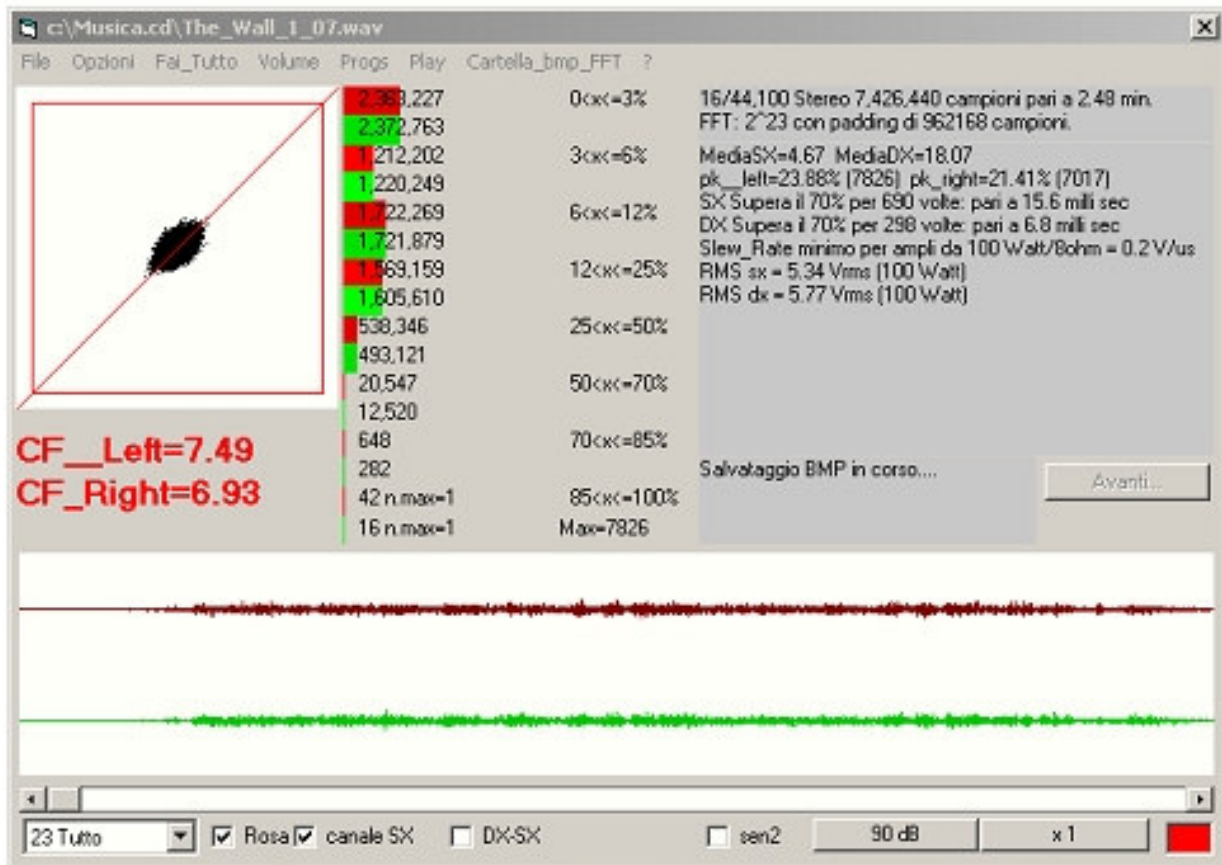 c:\Musica.cd\The_Wall_1_07.wav
File Opzioni Fai_Tutto Volume Progs Play Cartella_bmp_FFT ?
2,363,227 0<x<=3%
2,372,763
1,212,202 3<x<=6%
1,220,249
1,722,269 6<x<=12%
1,721,879
1,569,159 12<x<=25%
1,605,610
538,346 25<x<=50%
493,121
20,547 50<x<=70%
12,520
648 70<x<=85%
282
42 n.max=1 85<x<=100%
16 n.max=1 Max=7826
16/44,100 Stereo 7,426,440 campioni pari a 2.48 min.
FFT: 2^23 con padding di 962168 campioni.
MediaSX=4.67 MediaDX=18.07
pk__left=23.88% (7826) pk_right=21.41% (7017)
SX Supera il 70% per 690 volte: pari a 15.6 milli sec
DX Supera il 70% per 298 volte: pari a 6.8 milli sec
Slew_Rate minimo per ampli da 100 Watt/8ohm = 0.2 V/us
RMS sx = 5.34 Vrms (100 Watt)
RMS dx = 5.77 Vrms (100 Watt)
CF__Left=7.49
CF_Right=6.93
Salvataggio BMP in corso....
Avanti...
23 Tutto Rosa canale SX DX-SX sen2 90 dB x 1